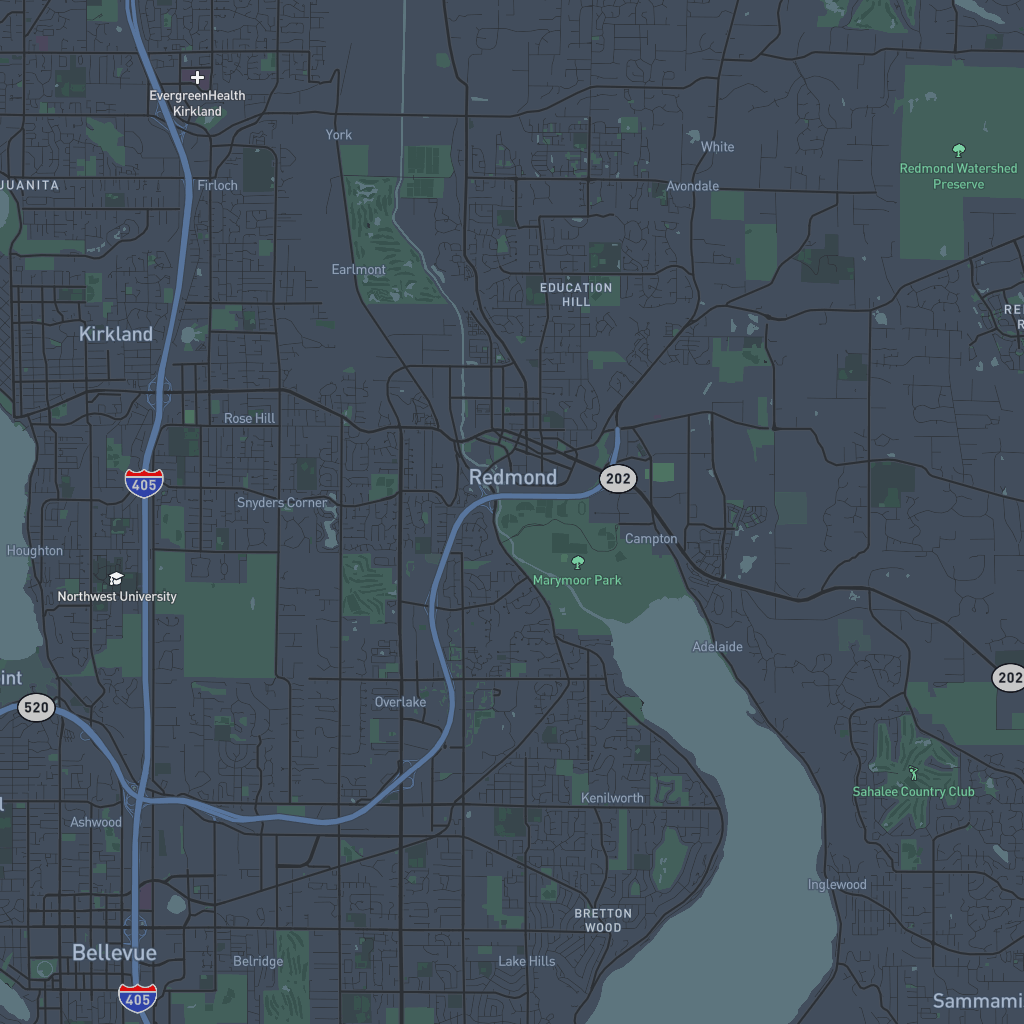 EvergreenHealth
Kirkland
York
White
Redmond Watershed
Preserve
JUANITA
Firloch
Avondale
Earlmont
EDUCATION
HILL
Kirkland
Rose Hill
Redmond
202
405
Snyders Corner
Houghton
Campton
Marymoor Park
Northwest University
Adelaide
202
520
Overlake
Sahalee Country Club
Kenilworth
Ashwood
Inglewood
BRETTON
WOOD
Bellevue
Belridge
Lake Hills
405